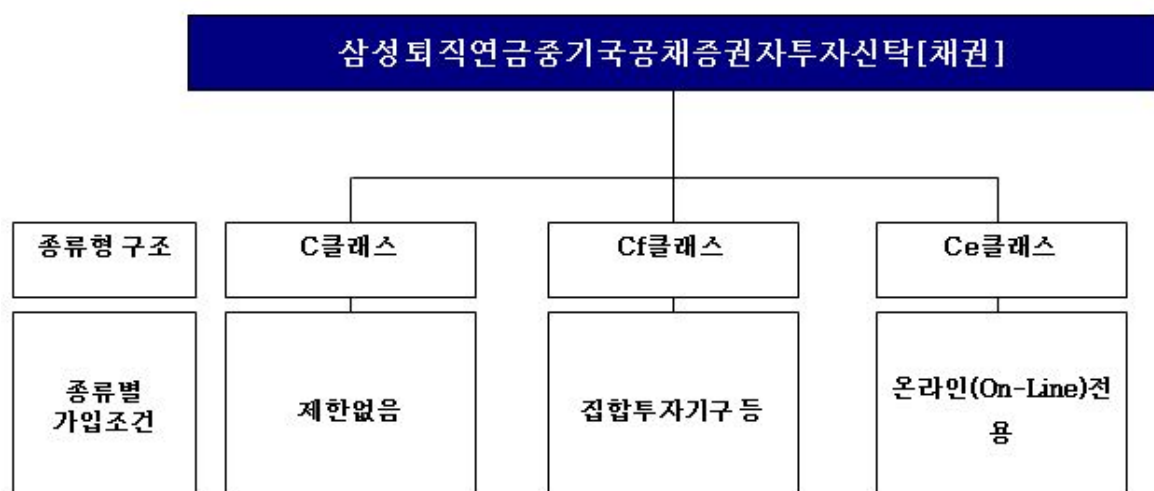 삼성퇴직연금중기국공채증권자투자신탁[채권]
종류형 구조
C클래스
Cf클래스
Ce클래스
종류별
가입조건
제한없음
집합투자기구 등
온라인(On-Line)전
용